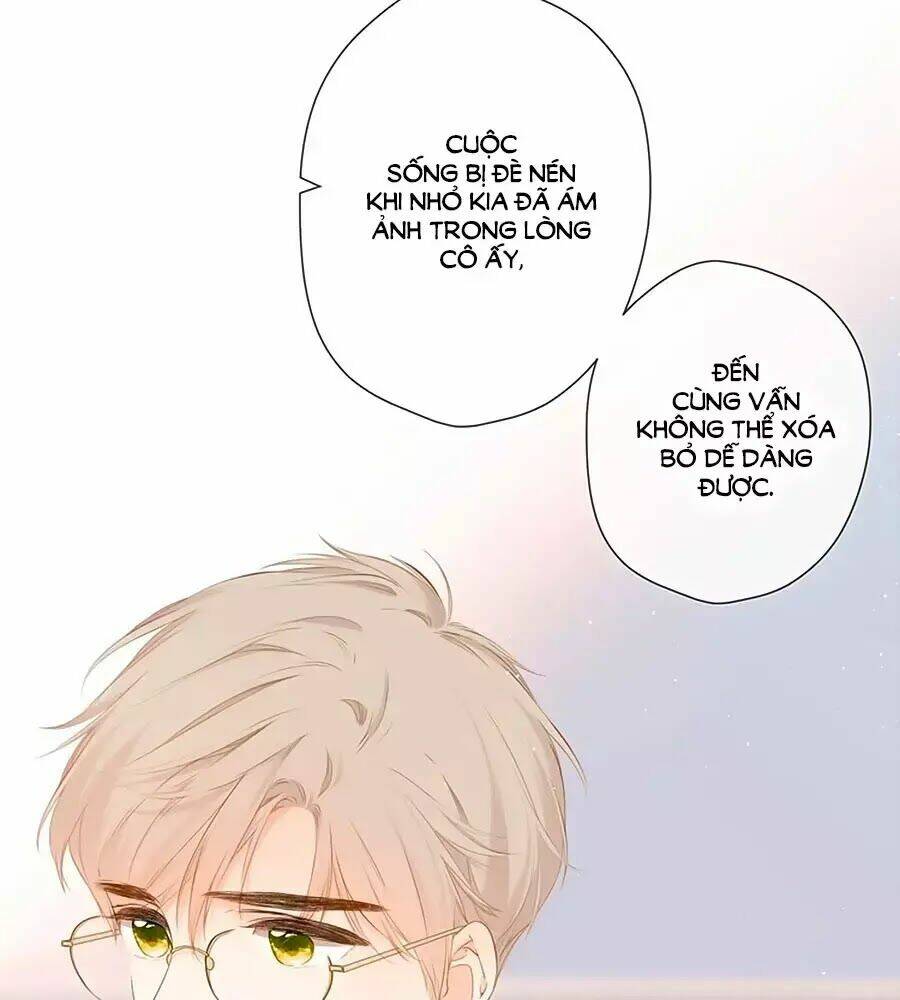 CUỘC
SỐNG BỊ ĐÈ NÉN
KHI NHỎ KIA ĐÃ ÁM
ẢNH TRONG LÒNG
CÔ ẤY,
ĐẾN
CÙNG VẪN
KHÔNG THỂ XÓA
BỎ DỄ DÀNG
ĐƯỢC.